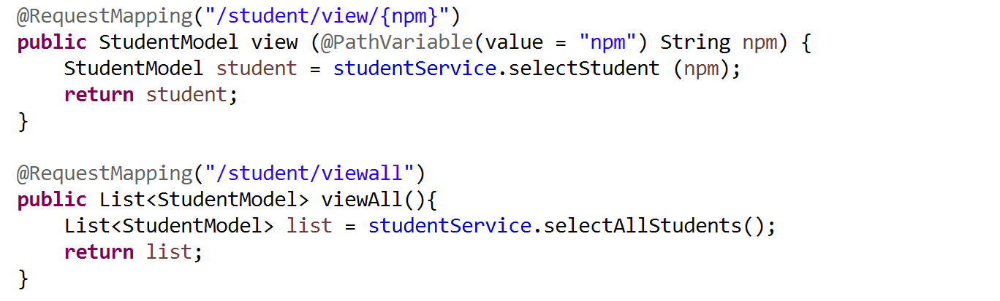 @RequestMapping("/student/view/{npm}")
public StudentModel view (@PathVariable(value = "npm") String npm) {
    StudentModel student = studentService.selectStudent (npm);
    return student;
}

@RequestMapping("/student/viewall")
public List<StudentModel> viewAll(){
    List<StudentModel> list = studentService.selectAllStudents();
    return list;
}